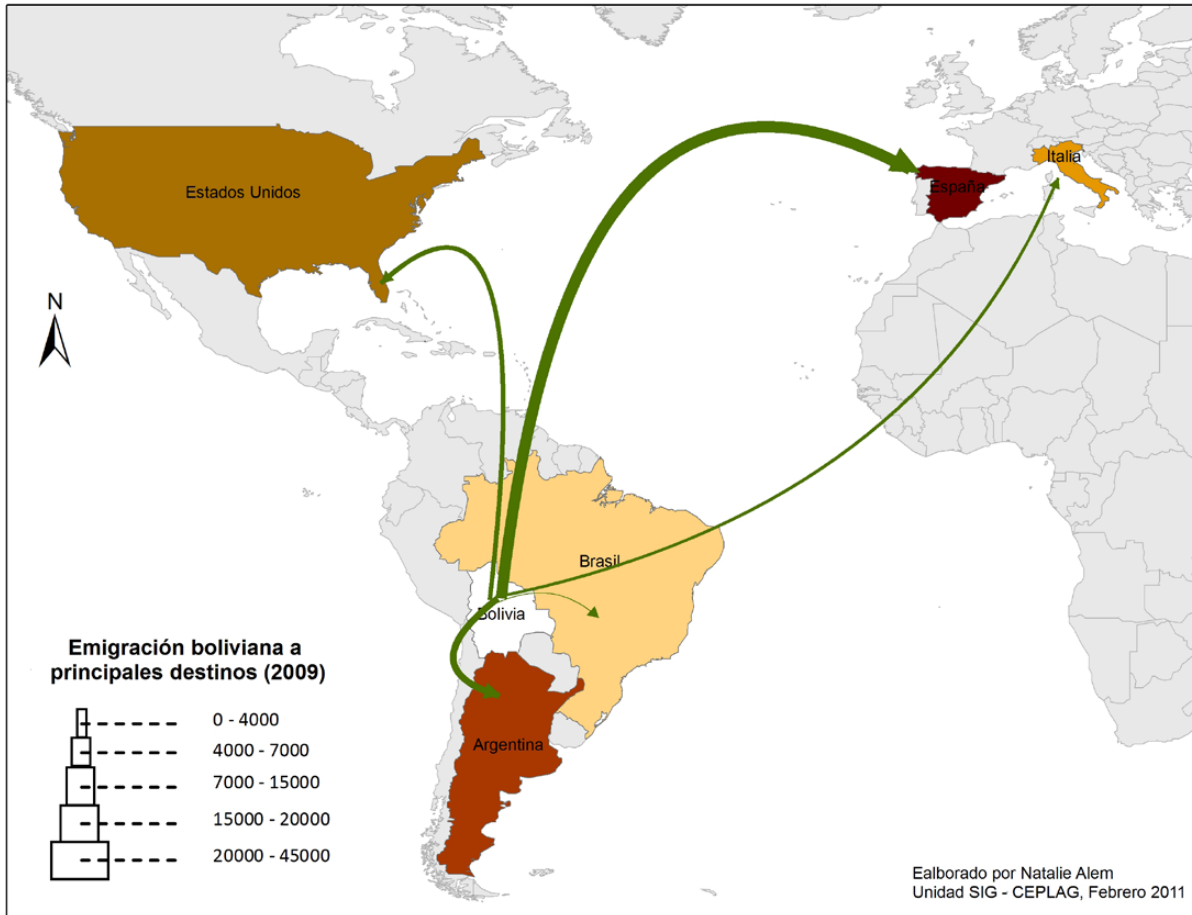 Estados Unidos
Italia
España
N
Brasil
Bolivia
Argentina
Emigración boliviana a
principales destinos (2009)
0 - 4000
4000 - 7000
7000 - 15000
15000 - 20000
20000 - 45000
Ealborado por Natalie Alem
Unidad SIG - CEPLAG, Febrero 2011